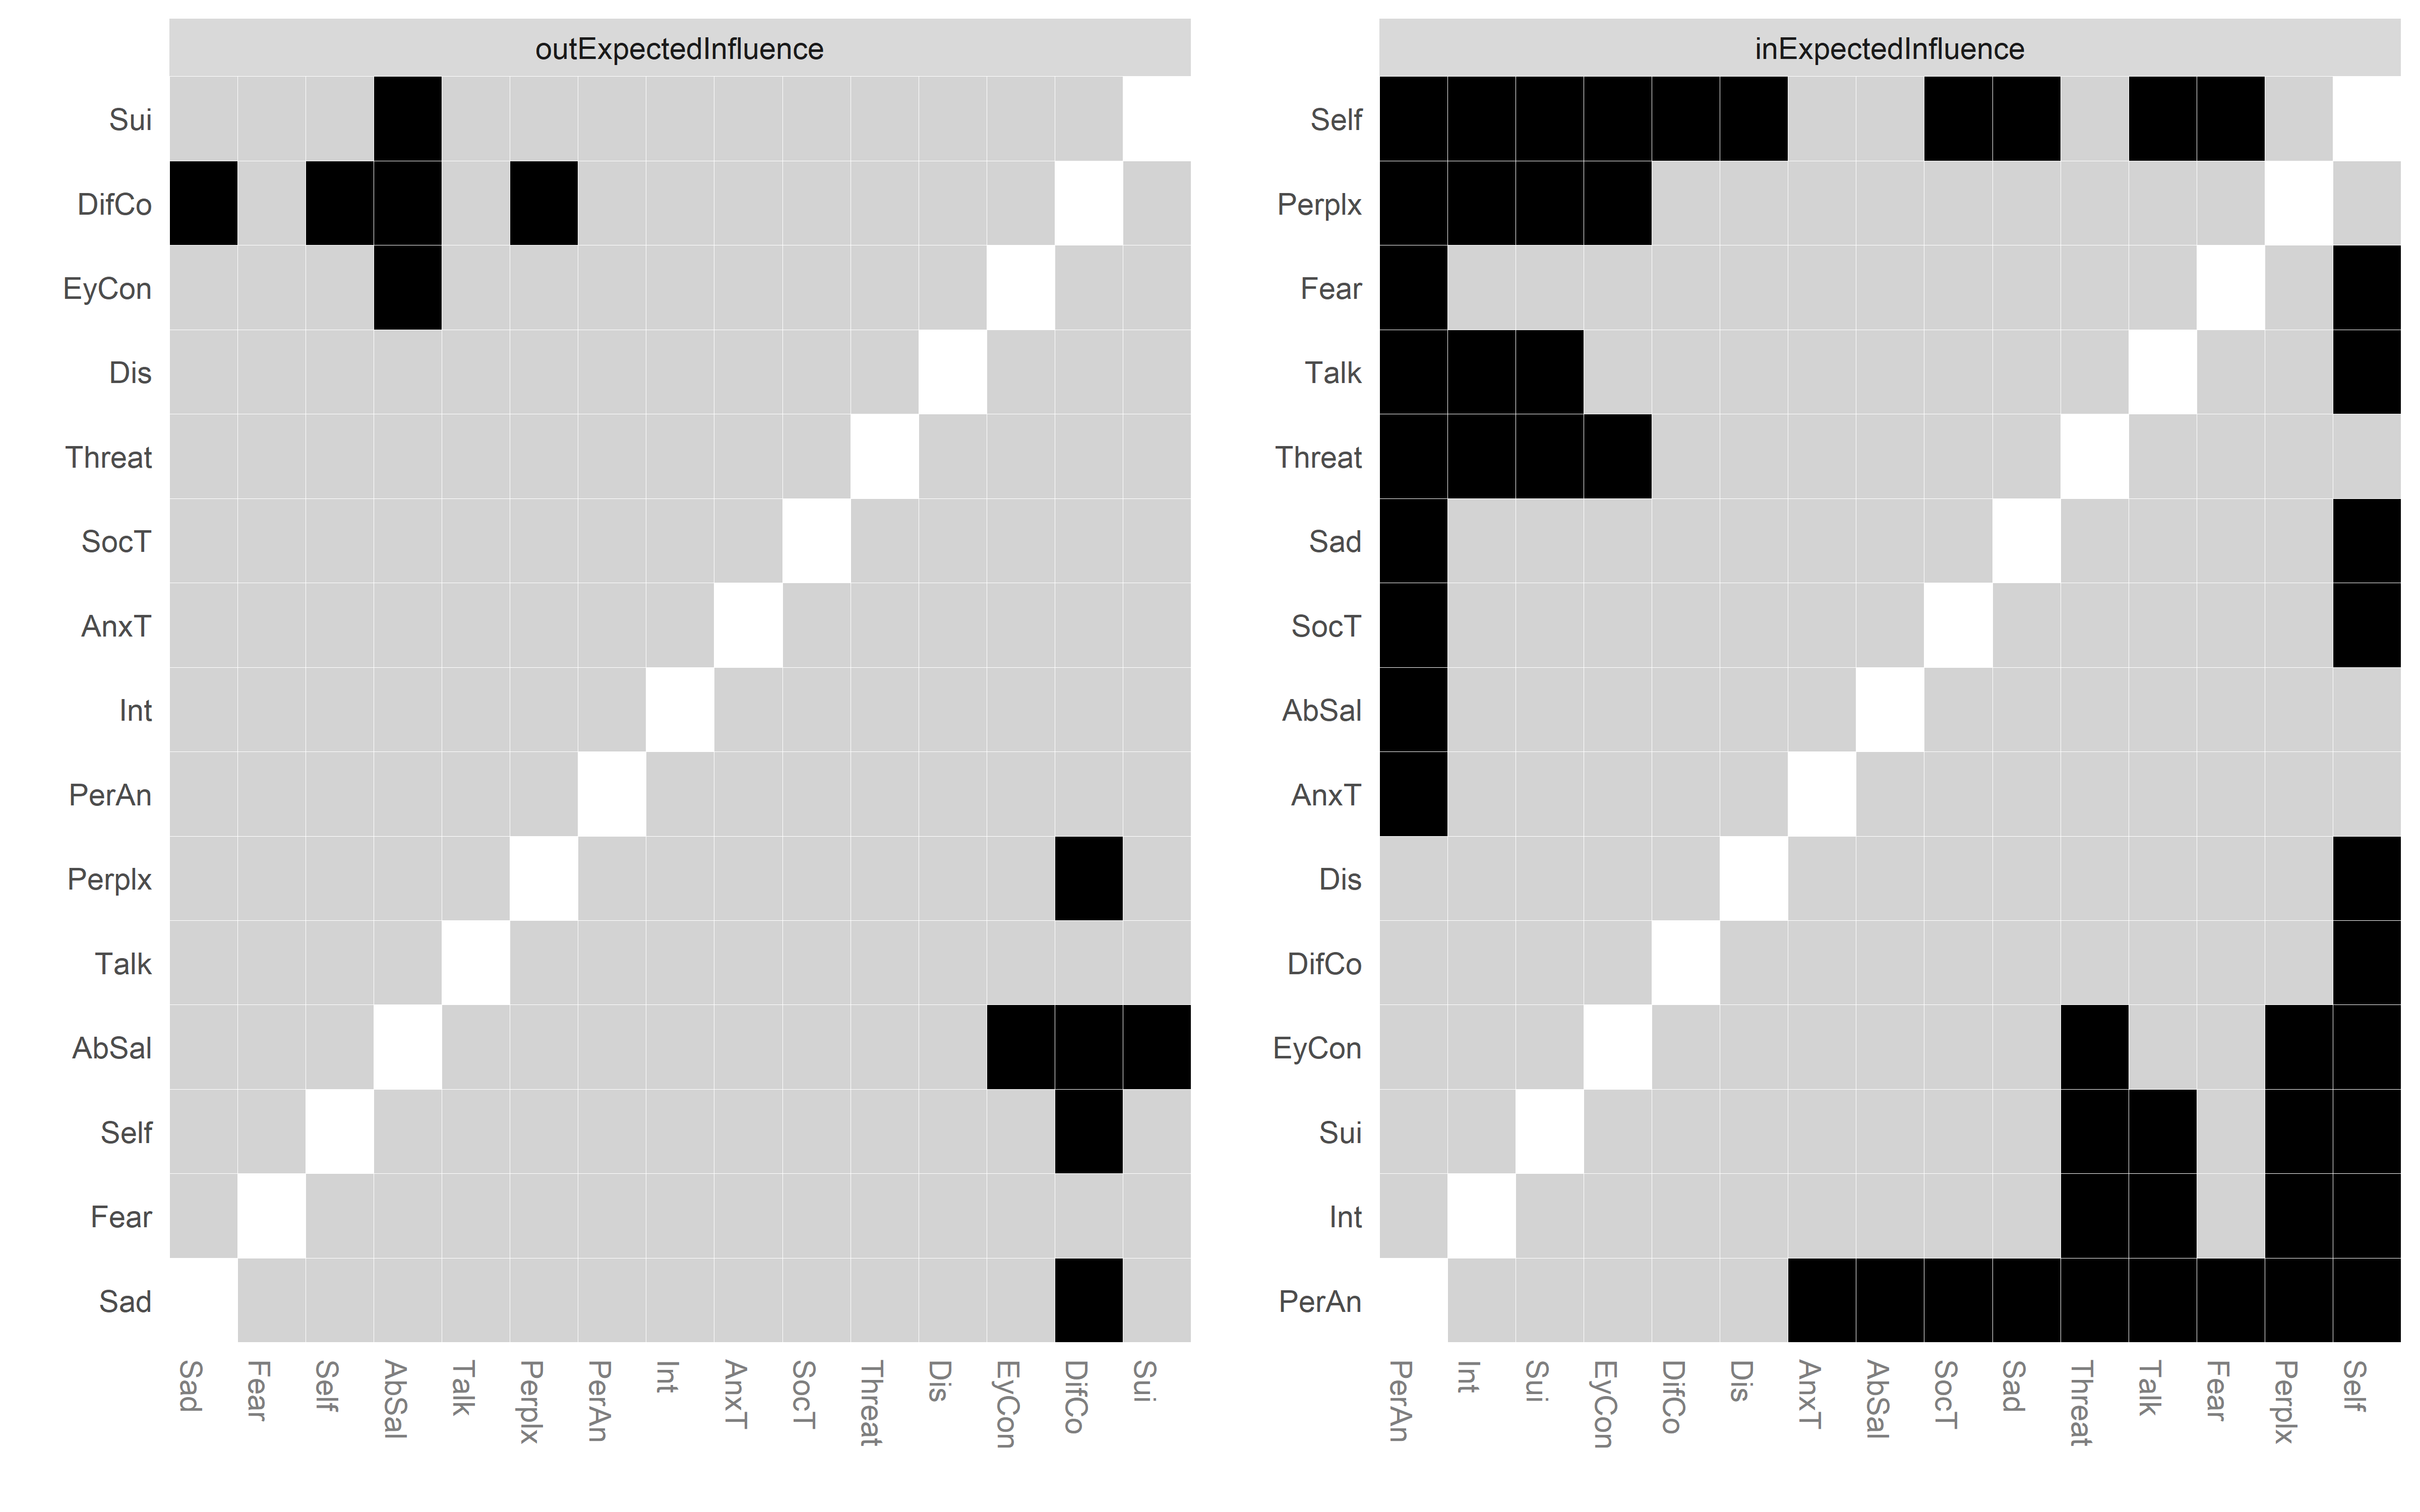 outExpectedInfluence
Sui
DifCo
EyCon
Dis
Threat
SocT
AnxT
Int
PerAn
Perplx
Talk
AbSal
Self
Fear
Sad
Sad
Fear
Self
AbSal
Talk
Perplx
PerAn
Int
AnxT
SocT
Threat
Dis
EyCon
DifCo
Sui
inExpectedInfluence
Self
Perplx
Fear
Talk
Threat
Sad
SocT
AbSal
AnxT
Dis
DifCo
EyCon
Sui
Int
PerAn
PerAn
Int
Sui
EyCon
DifCo
Dis
AnxT
AbSal
SocT
Sad
Threat
Talk
Fear
Perplx
Self